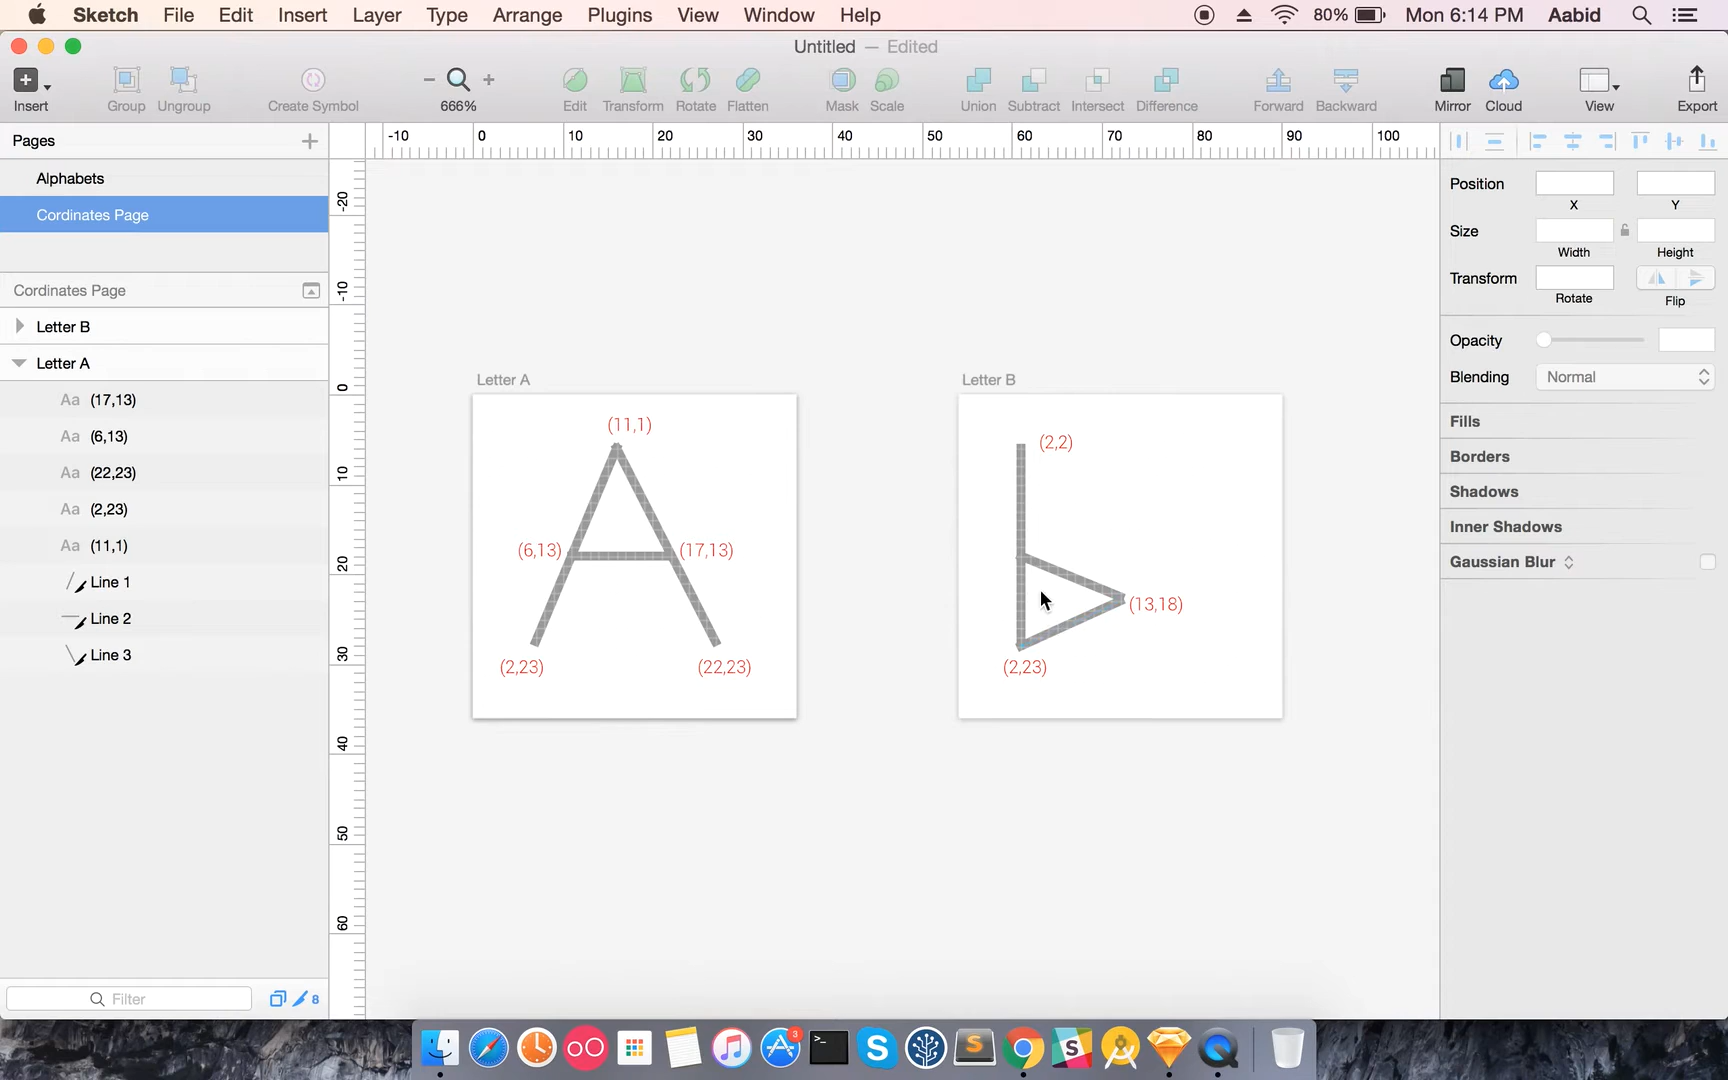 Sketch File Edit Insert Layer Type Arrange Plugins View Window Help 80% Mon 6:14 PM Aabid
Untitled — Edited
Insert Group Ungroup Create Symbol 666% Edit Transform Rotate Flatten Mask Scale Union Subtract Intersect Difference Forward Backward Mirror Cloud View Export
Pages
Alphabets
Cordinates Page
Cordinates Page
Letter B
Letter A
Aa (17,13)
Aa (6,13)
Aa (22,23)
Aa (2,23)
Aa (11,1)
Line 1
Line 2
Line 3
Filter 8
-10 0 10 20 30 40 50 60 70 80 90 100
-20
-10
0
10
20
30
40
50
60
Letter A
(11,1)
(6,13) (17,13)
(2,23) (22,23)
Letter B
(2,2)
(13,18)
(2,23)
Position
X Y
Size
Width Height
Transform
Rotate Flip
Opacity
Blending Normal
Fills
Borders
Shadows
Inner Shadows
Gaussian Blur
3
S